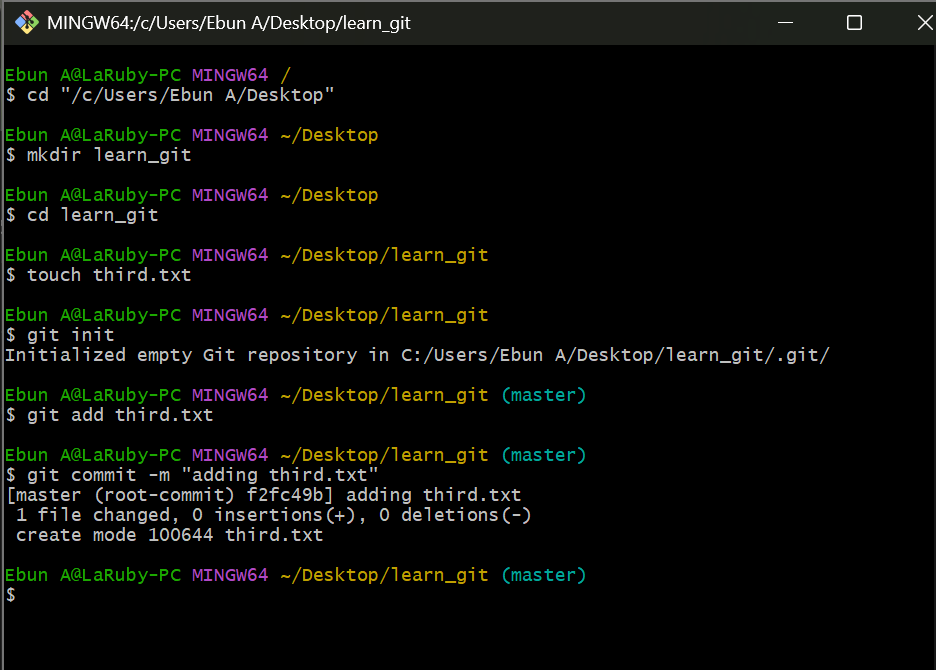 MINGW64:/c/Users/Ebun A/Desktop/learn_git
Ebun A@LaRuby-PC MINGW64 /
$ cd "/c/Users/Ebun A/Desktop"
Ebun A@LaRuby-PC MINGW64 ~/Desktop
$ mkdir learn_git
Ebun A@LaRuby-PC MINGW64 ~/Desktop
$ cd learn_git
Ebun A@LaRuby-PC MINGW64 ~/Desktop/learn_git
$ touch third.txt
Ebun A@LaRuby-PC MINGW64 ~/Desktop/learn_git
$ git init
Initialized empty Git repository in C:/Users/Ebun A/Desktop/learn_git/.git/
Ebun A@LaRuby-PC MINGW64 ~/Desktop/learn_git (master)
$ git add third.txt
Ebun A@LaRuby-PC MINGW64 ~/Desktop/learn_git (master)
$ git commit -m "adding third.txt"
[master (root-commit) f2fc49b] adding third.txt
 1 file changed, 0 insertions(+), 0 deletions(-)
 create mode 100644 third.txt
Ebun A@LaRuby-PC MINGW64 ~/Desktop/learn_git (master)
$